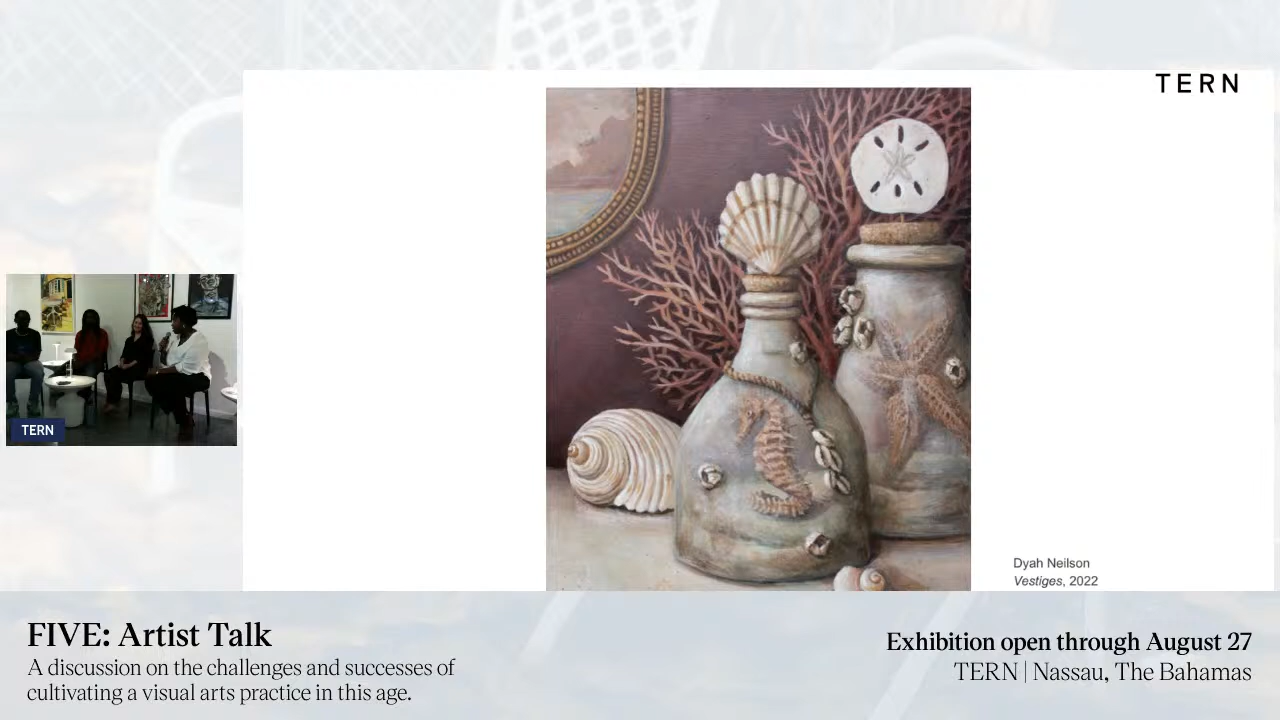 TERN
TERN
Dyah Neilson
Vestiges, 2022
FIVE: Artist Talk
A discussion on the challenges and successes of
cultivating a visual arts practice in this age.
Exhibition open through August 27
TERN | Nassau, The Bahamas